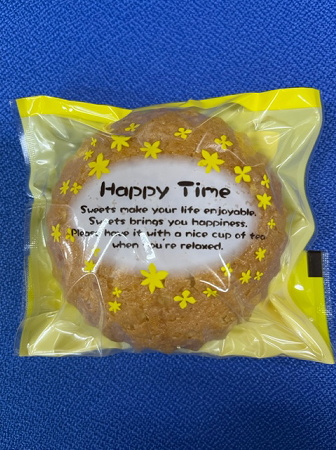 Happy Time
Sweets make your life enjoyable.
Sweets brings you happiness.
Please have it with a nice cup of tea
when you're relaxed.